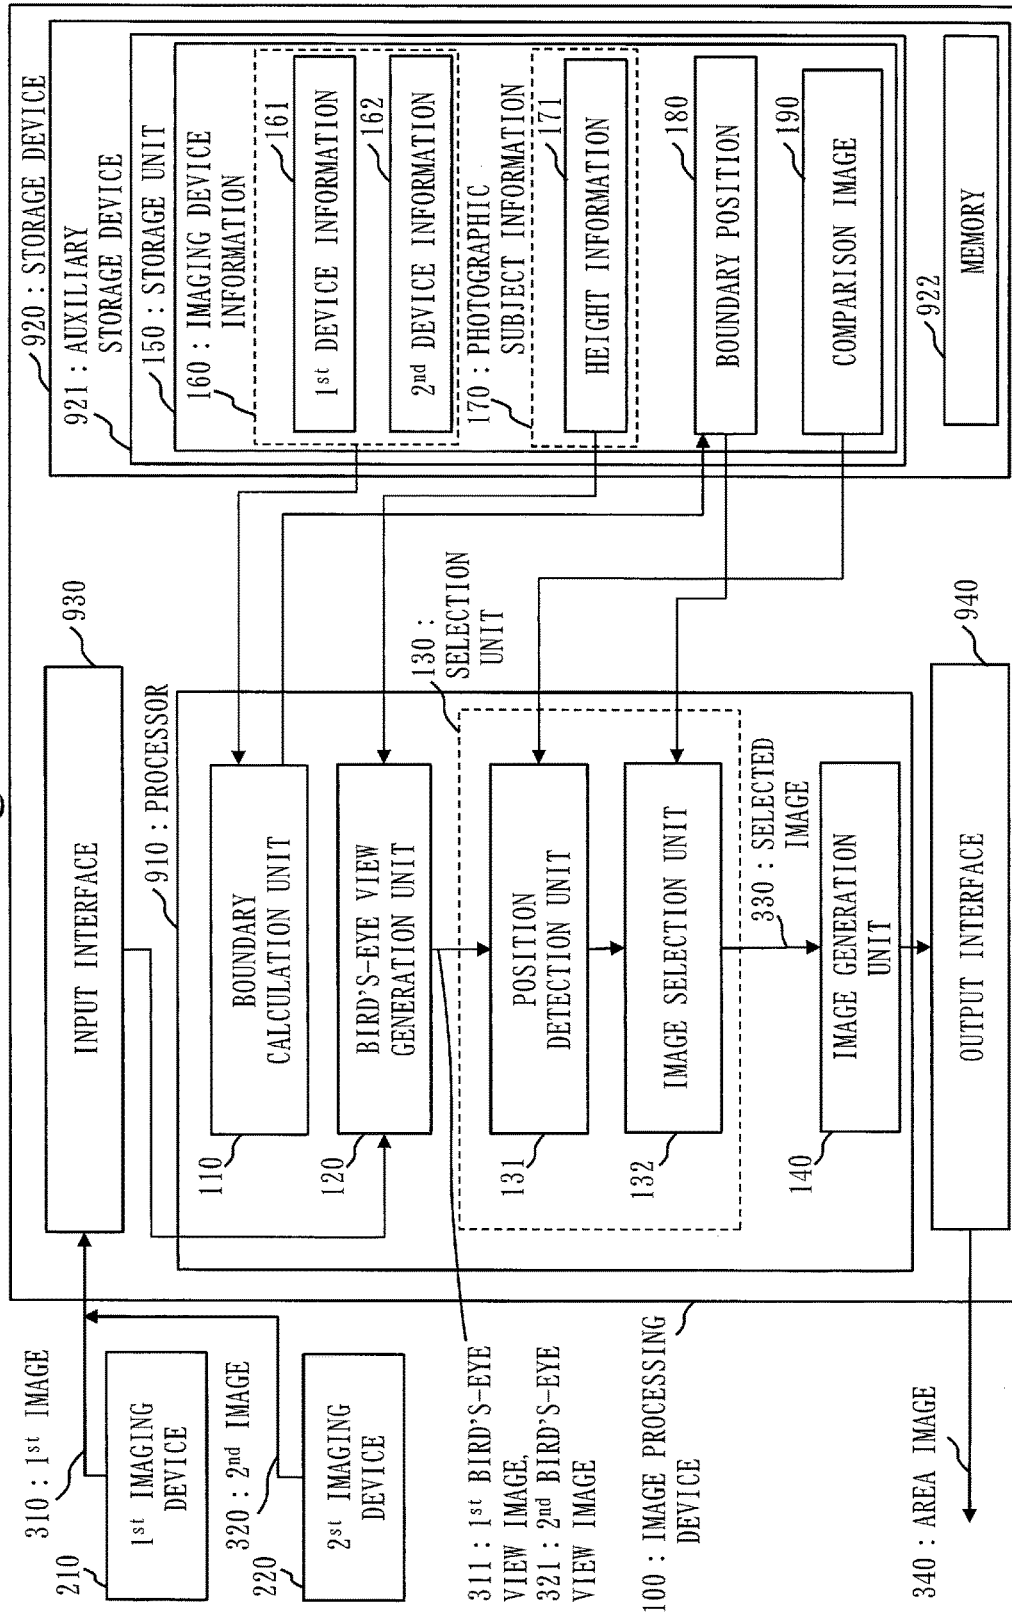 310 : 1st IMAGE
210
1st IMAGING
DEVICE
320 : 2nd IMAGE
220
2st IMAGING
DEVICE
311 : 1st BIRD'S-EYE
VIEW IMAGE,
321 : 2nd BIRD'S-EYE
VIEW IMAGE
100 : IMAGE PROCESSING
DEVICE
340 : AREA IMAGE
INPUT INTERFACE
930
910 : PROCESSOR
110
BOUNDARY
CALCULATION UNIT
120
BIRD'S-EYE VIEW
GENERATION UNIT
130 :
SELECTION
UNIT
131
POSITION
DETECTION UNIT
132
IMAGE SELECTION UNIT
330 : SELECTED
IMAGE
140
IMAGE GENERATION
UNIT
OUTPUT INTERFACE
940
920 : STORAGE DEVICE
921 : AUXILIARY
STORAGE DEVICE
150 : STORAGE UNIT
160 : IMAGING DEVICE
INFORMATION
161
1st DEVICE INFORMATION
162
2nd DEVICE INFORMATION
170 : PHOTOGRAPHIC
SUBJECT INFORMATION
171
HEIGHT INFORMATION
180
BOUNDARY POSITION
190
COMPARISON IMAGE
922
MEMORY